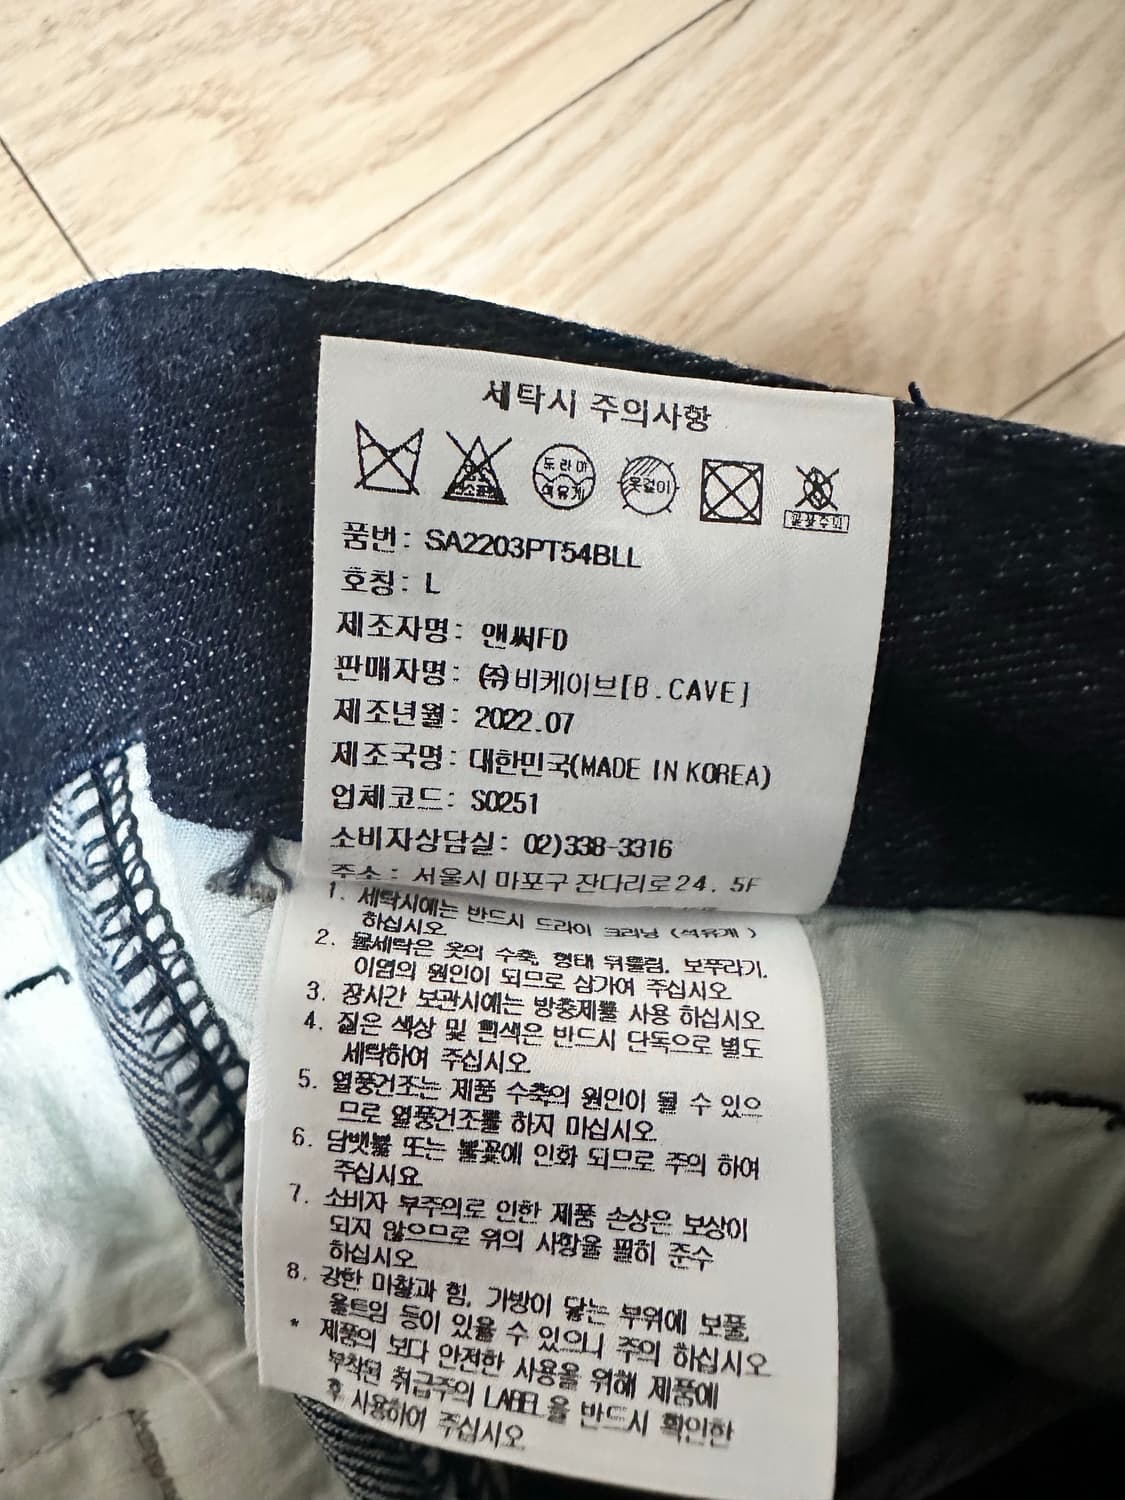 세탁시 주의사항
드라이
석유계
옷걸이
품번: SA2203PT54BLL
호칭: L
제조자명: 앤써FD
판매자명: ㈜비케이브[B.CAVE]
제조년월: 2022.07
제조국명: 대한민국(MADE IN KOREA)
업체코드: S0251
소비자상담실: 02)338-3316
주소: 서울시 마포구 잔다리로24. 5F
1. 세탁시에는 반드시 드라이 크리닝 (석유계)
하십시오
2. 물세탁은 옷의 수축, 형태 뒤틀림, 보푸라기,
이염의 원인이 되므로 삼가여 주십시오
3. 장시간 보관시에는 방충제를 사용 하십시오
4. 짙은 색상 및 흰색은 반드시 단독으로 별도
세탁하여 주십시오.
5. 열풍건조는 제품 수축의 원인이 될 수 있으
므로 열풍건조를 하지 마십시오
6. 담뱃불 또는 불꽃에 인화 되므로 주의 하여
주십시요
7. 소비자 부주의로 인한 제품 손상은 보상이
되지 않으므로 위의 사항을 필히 준수
하십시오
8. 강한 마찰과 힘, 가방이 닿는 부위에 보풀,
올트임 등이 있을 수 있으니 주의 하십시오
* 제품의 보다 안전한 사용을 위해 제품에
부착된 취급주의 LABEL을 반드시 확인한
후 사용하여 주십시오